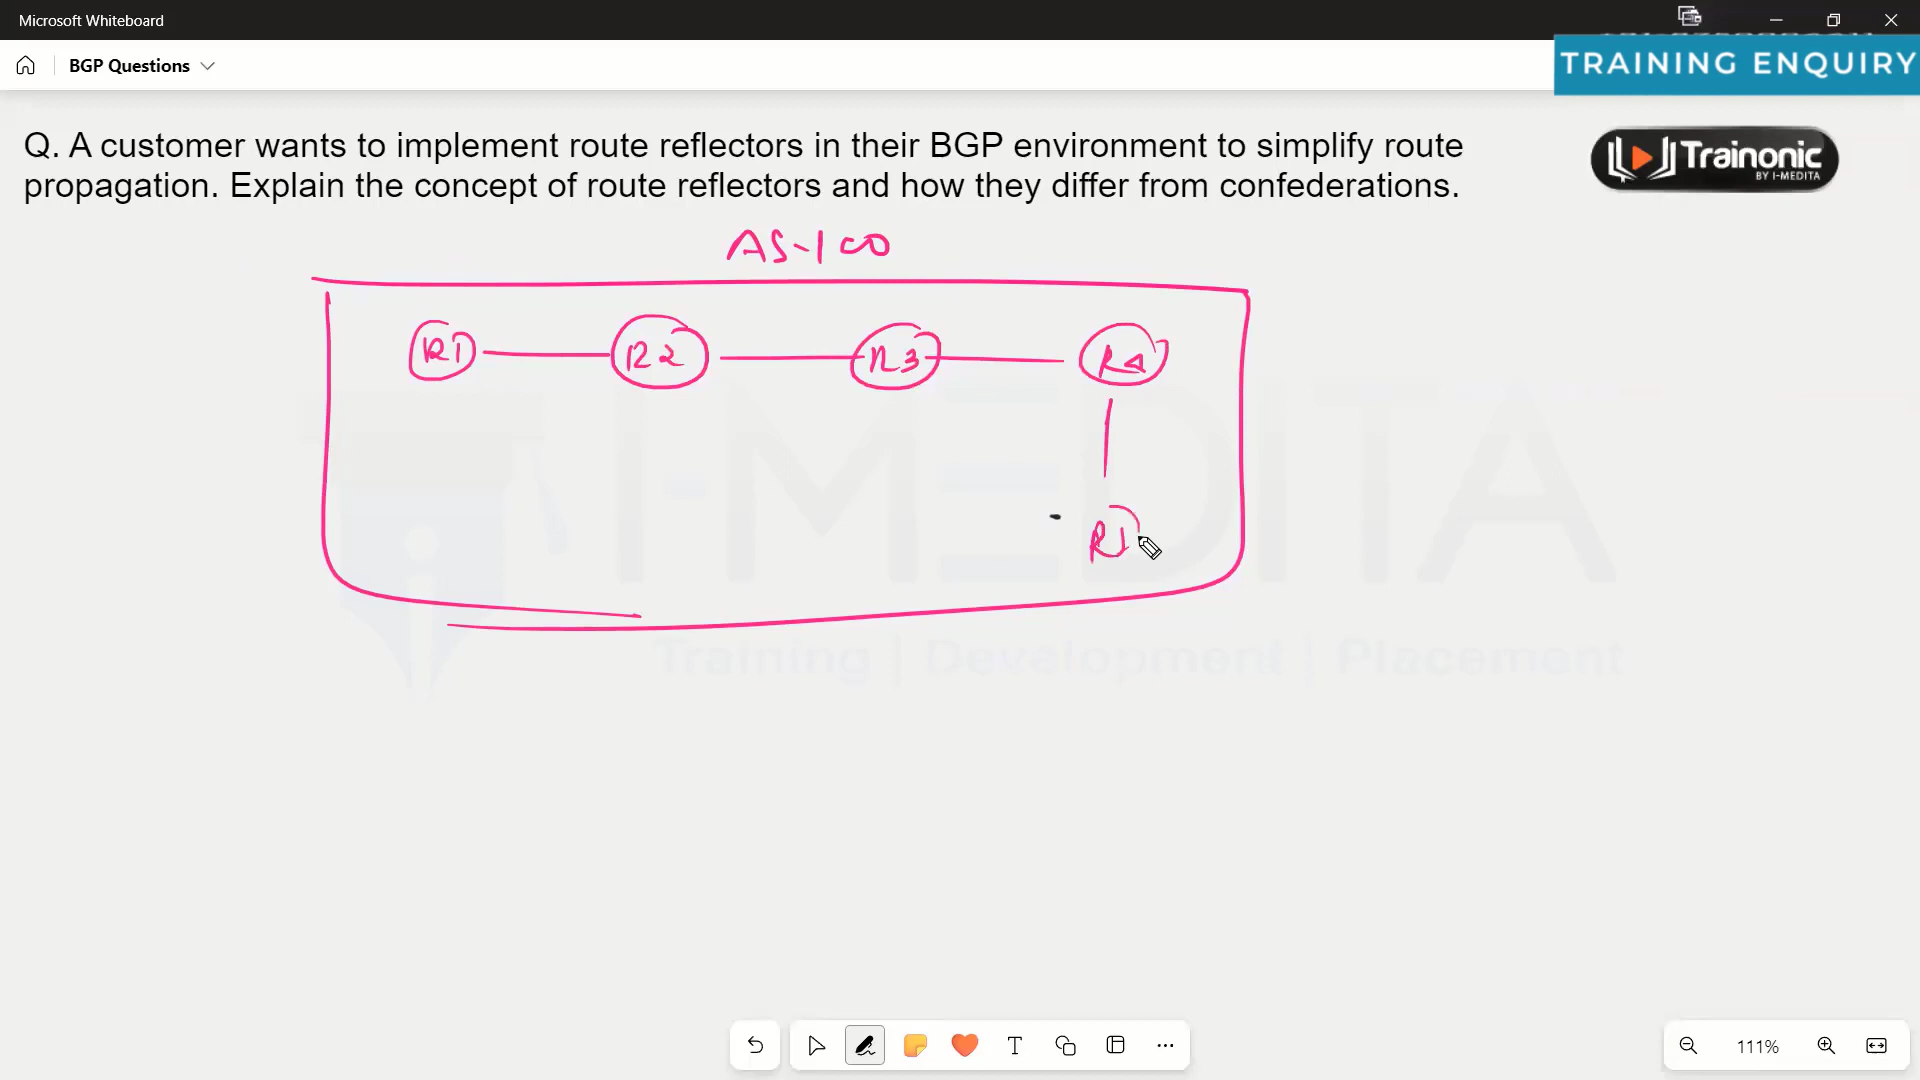 Microsoft Whiteboard
BGP Questions
TRAINING ENQUIRY
Q. A customer wants to implement route reflectors in their BGP environment to simplify route
propagation. Explain the concept of route reflectors and how they differ from confederations.
Trainonic
BY I-MEDITA
AS-100
R1
R2
R3
R4
I-MEDITA
Training | Development | Placement
111%